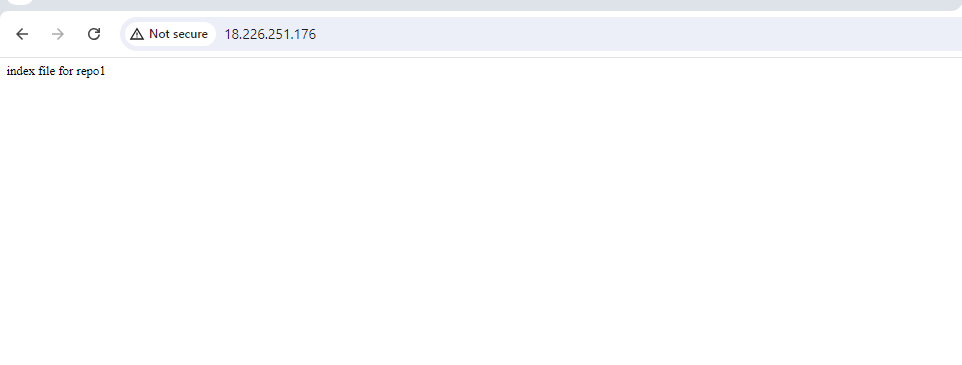 Not secure 18.226.251.176
index file for repo1